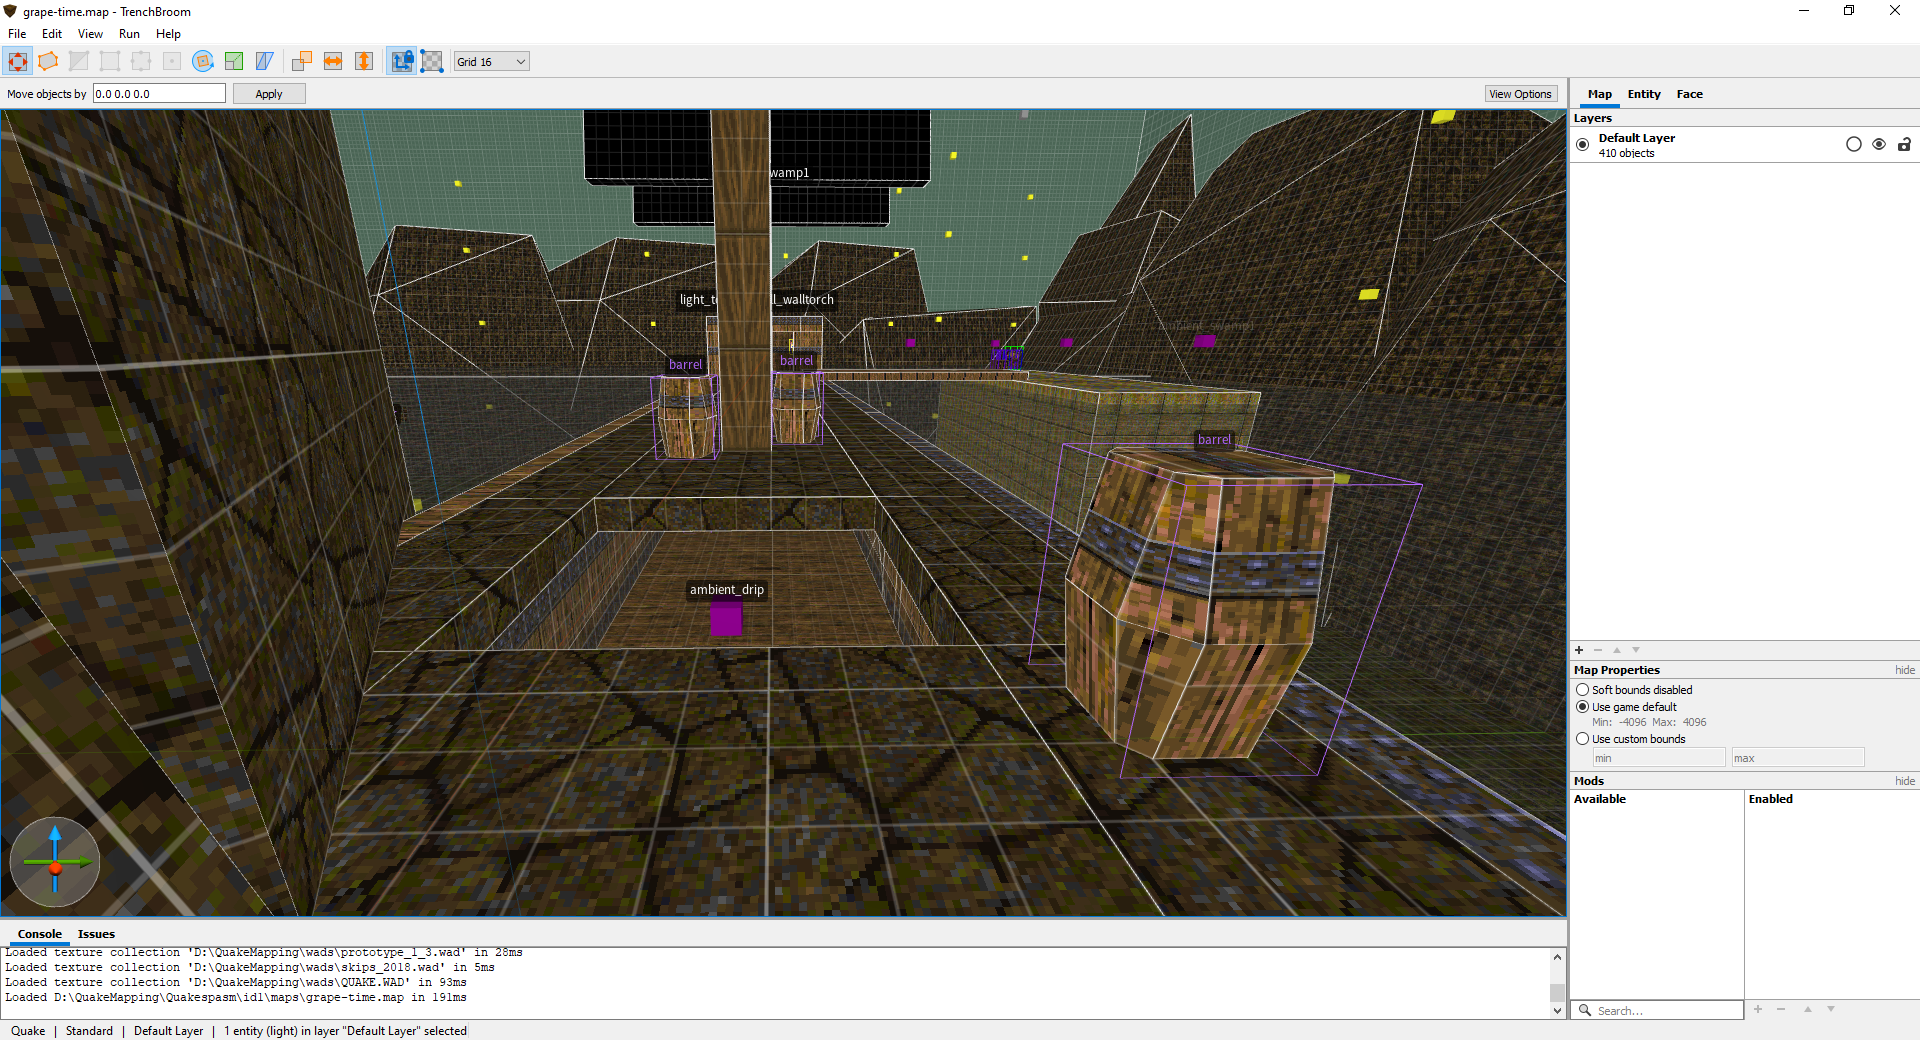 grape-time.map - TrenchBroom
File Edit View Run Help
Grid 16
Move objects by 0.0 0.0 0.0 Apply
View Options
Map Entity Face
Layers
Default Layer
410 objects
wamp1
light_to
l_walltorch
barrel
barrel
barrel
ambient_drip
Map Properties hide
Soft bounds disabled
Use game default
Min: -4096 Max: 4096
Use custom bounds
min max
Mods hide
Available Enabled
Search...
Console Issues
Loaded texture collection 'D:\QuakeMapping\wads\prototype_1_3.wad' in 28ms
Loaded texture collection 'D:\QuakeMapping\wads\skips_2018.wad' in 5ms
Loaded texture collection 'D:\QuakeMapping\wads\QUAKE.WAD' in 93ms
Loaded D:\QuakeMapping\Quakespasm\id1\maps\grape-time.map in 191ms
Quake | Standard | Default Layer | 1 entity (light) in layer "Default Layer" selected